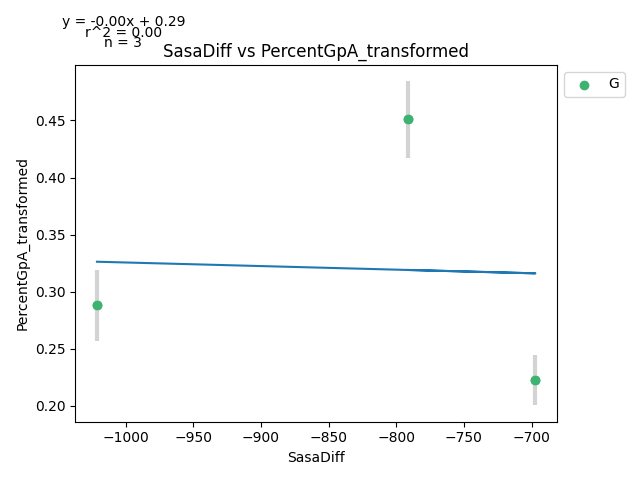 y = -0.00x + 0.29
r^2 = 0.00
n = 3
SasaDiff vs PercentGpA_transformed
G
PercentGpA_transformed
0.45
0.40
0.35
0.30
0.25
0.20
−1000 −950 −900 −850 −800 −750 −700
SasaDiff